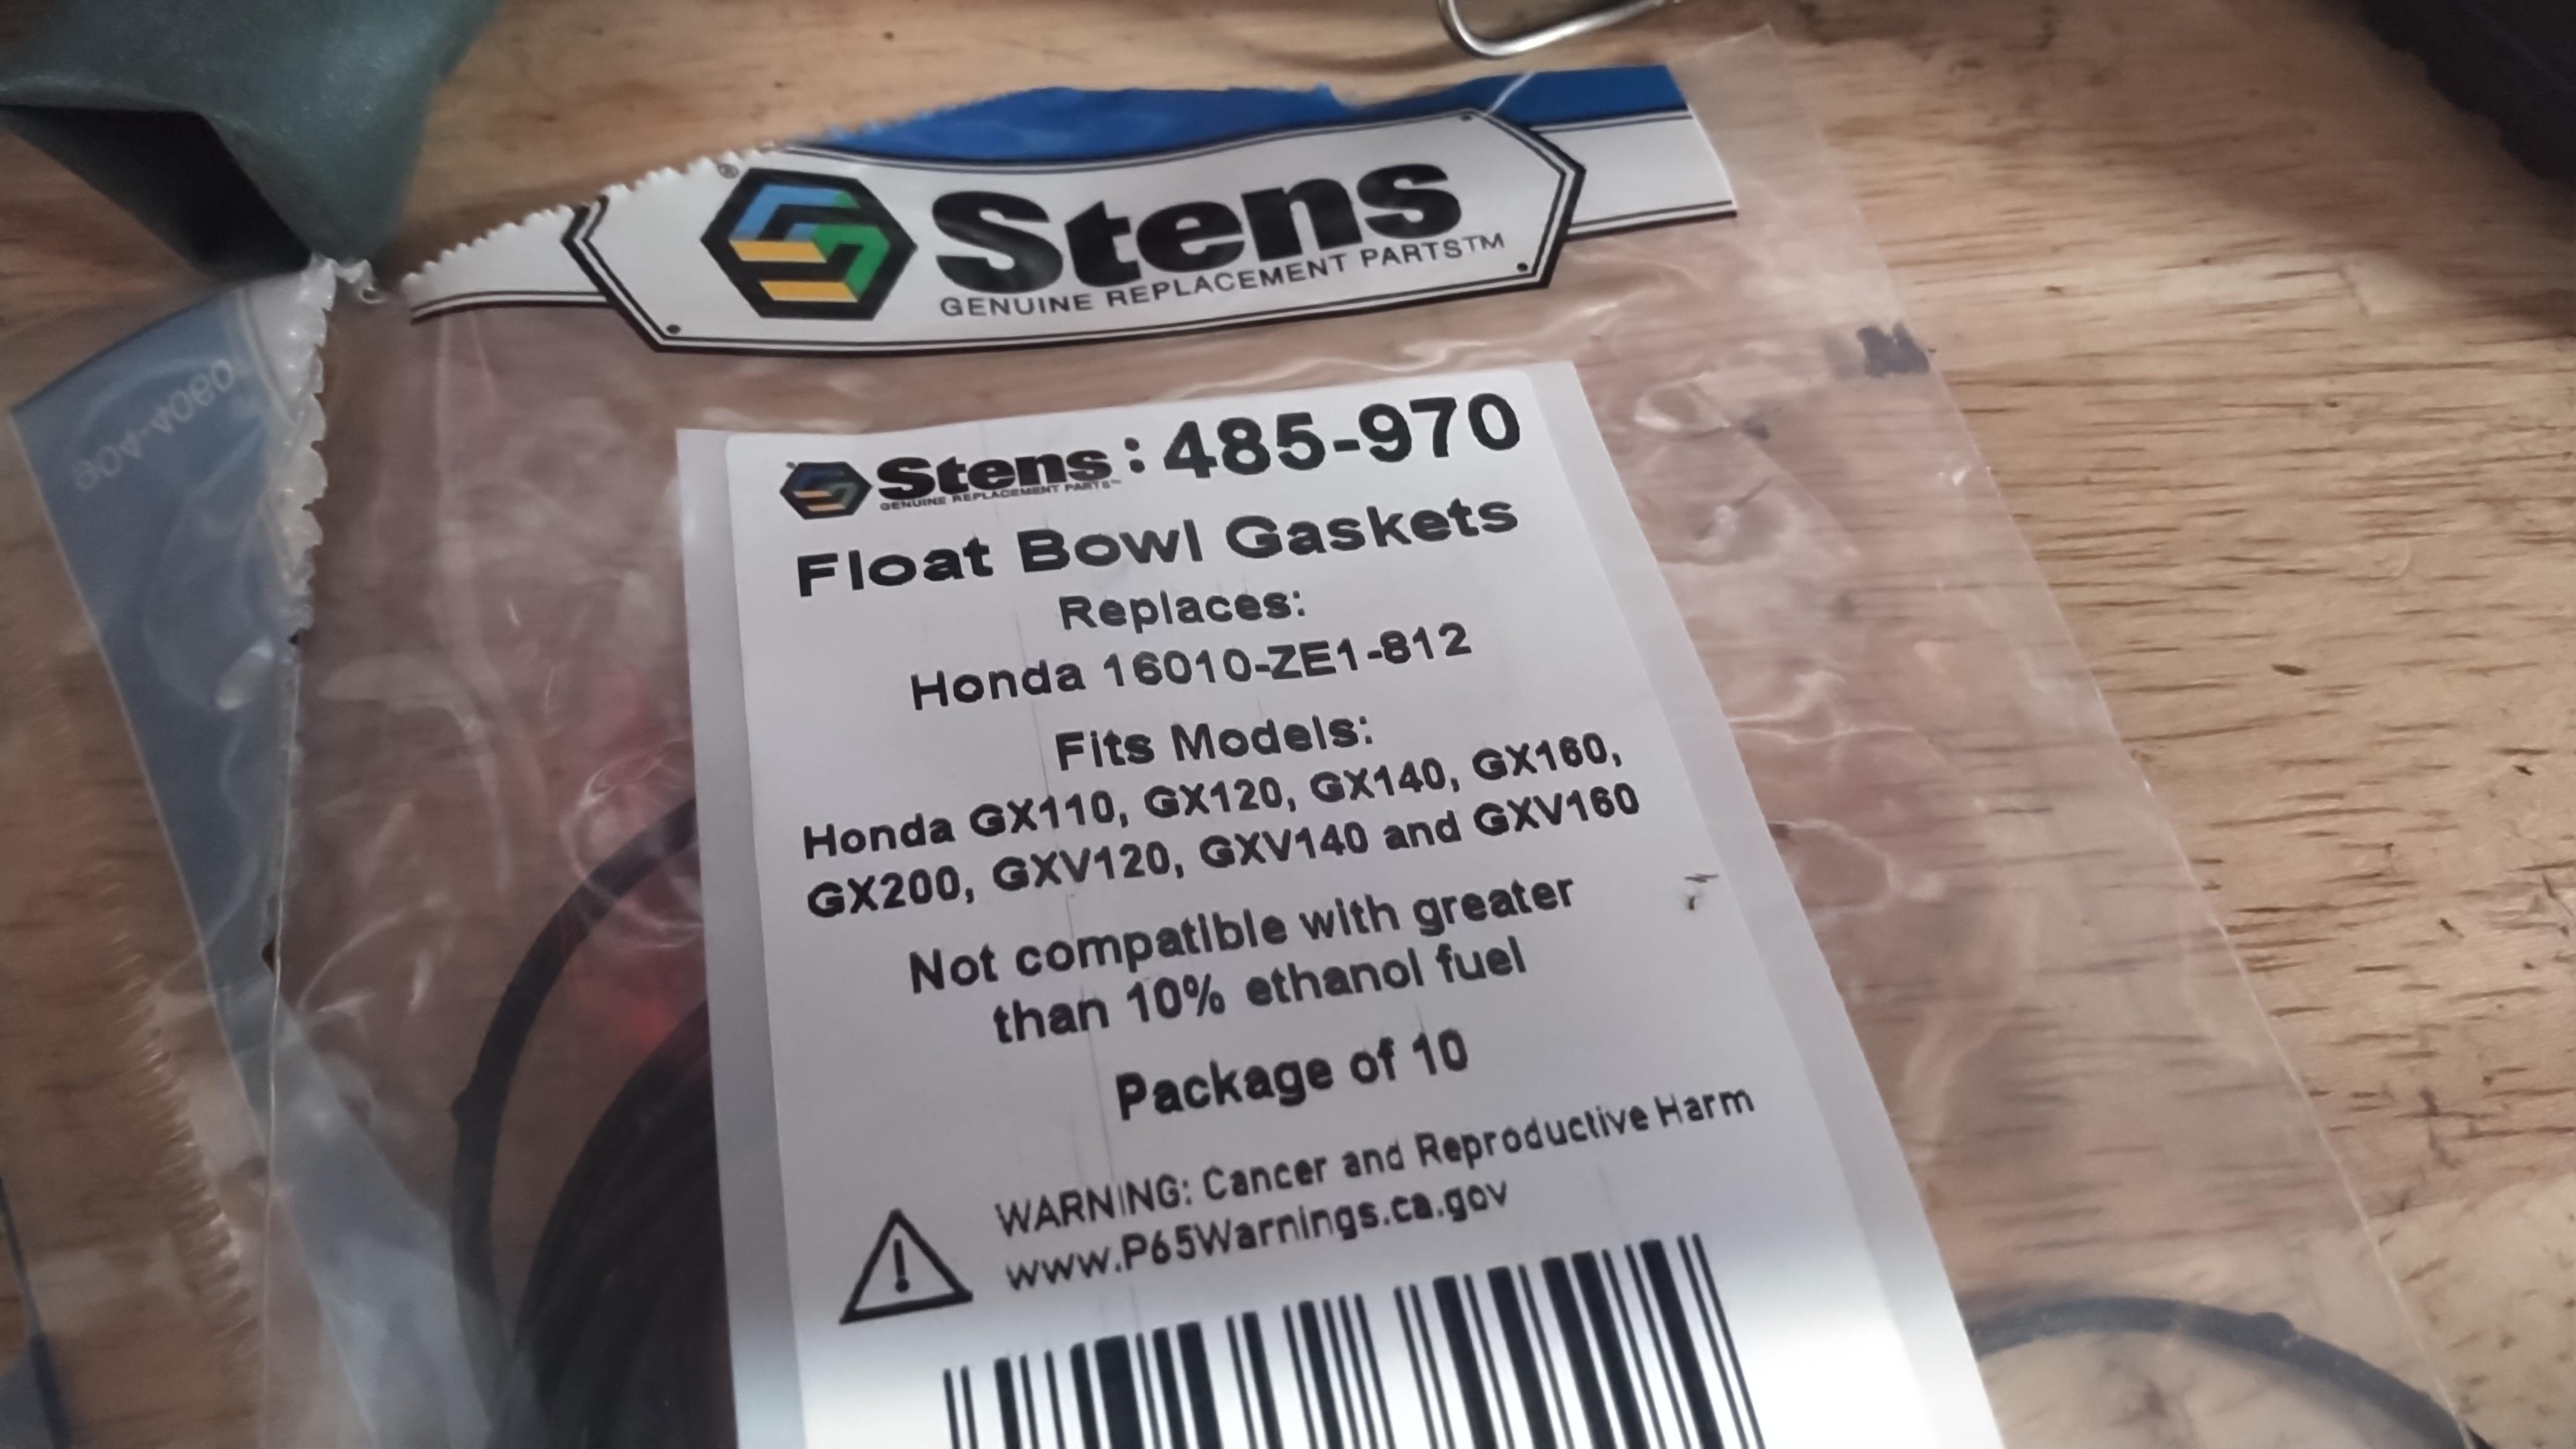 ®
Stens
GENUINE REPLACEMENT PARTS™
0904-406
Stens: 485-970
GENUINE REPLACEMENT PARTS™
Float Bowl Gaskets
Replaces:
Honda 16010-ZE1-812
Fits Models:
Honda GX110, GX120, GX140, GX160,
GX200, GXV120, GXV140 and GXV160
Not compatible with greater
than 10% ethanol fuel
Package of 10
WARNING: Cancer and Reproductive Harm
www.P65Warnings.ca.gov